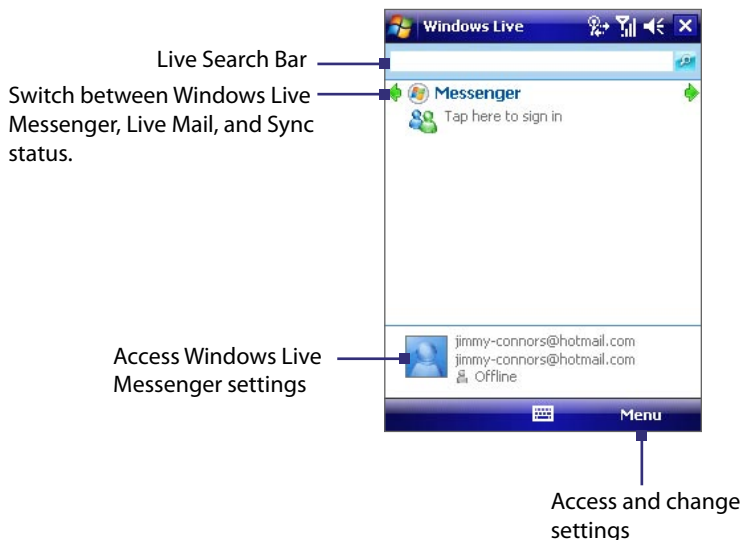 Windows Live
Live Search Bar
Switch between Windows Live
Messenger, Live Mail, and Sync
status.
Messenger
Tap here to sign in
Access Windows Live
Messenger settings
jimmy-connors@hotmail.com
jimmy-connors@hotmail.com
Offline
Menu
Access and change
settings